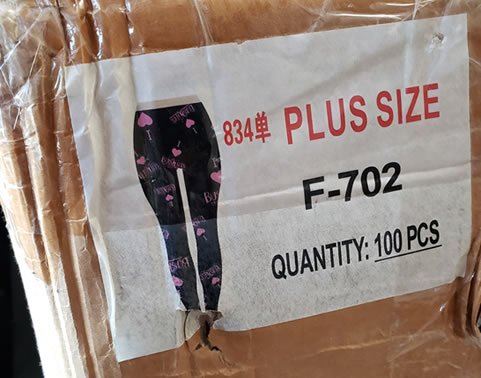 834单 PLUS SIZE
F-702
QUANTITY: 100 PCS